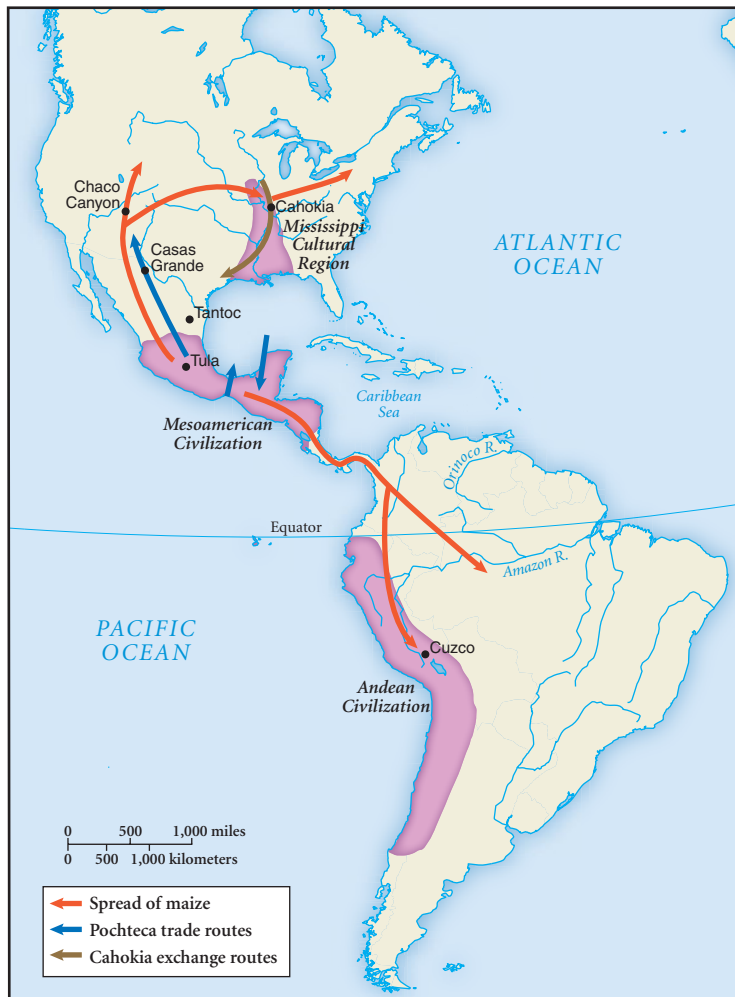 Chaco
Canyon
Cahokia
Mississippi
Cultural
Region
Casas
Grande
ATLANTIC
OCEAN
Tantoc
Tula
Caribbean
Sea
Mesoamerican
Civilization
Orinoco R.
Equator
Amazon R.
PACIFIC
OCEAN
Cuzco
Andean
Civilization
0 500 1,000 miles
0 500 1,000 kilometers
Spread of maize
Pochteca trade routes
Cahokia exchange routes